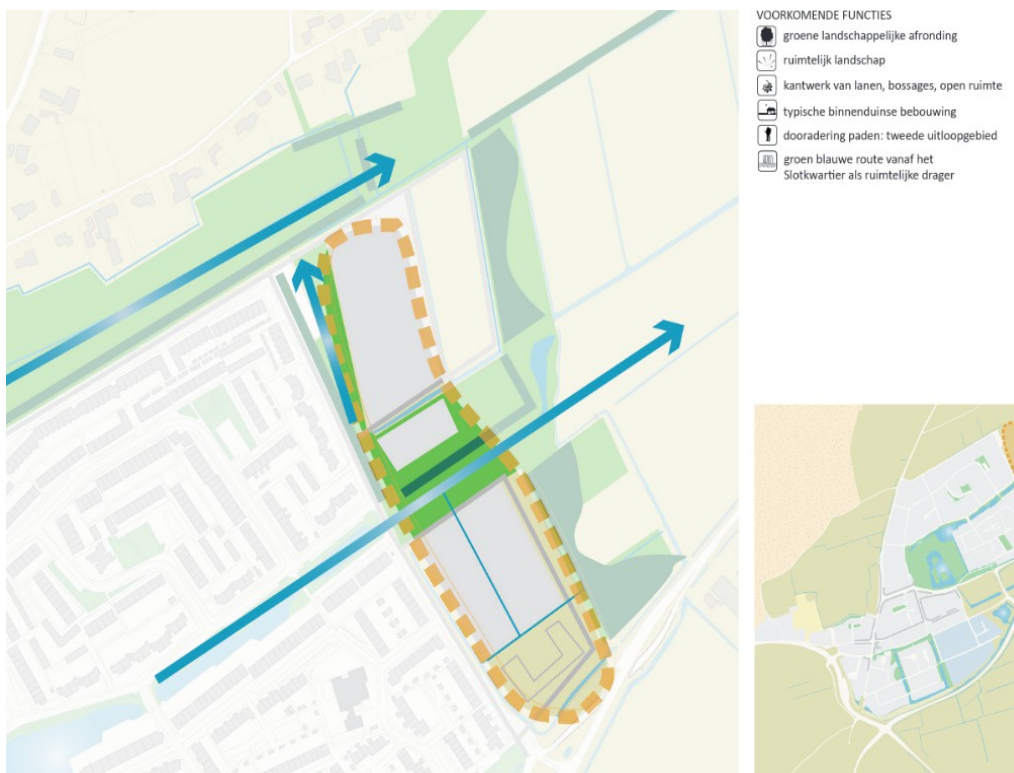 VOORKOMENDE FUNCTIES
groene landschappelijke afronding
ruimtelijk landschap
kantwerk van lanen, bossages, open ruimte
typische binnenduinse bebouwing
dooradering paden: tweede uitloopgebied
groen blauwe route vanaf het
Slotkwartier als ruimtelijke drager